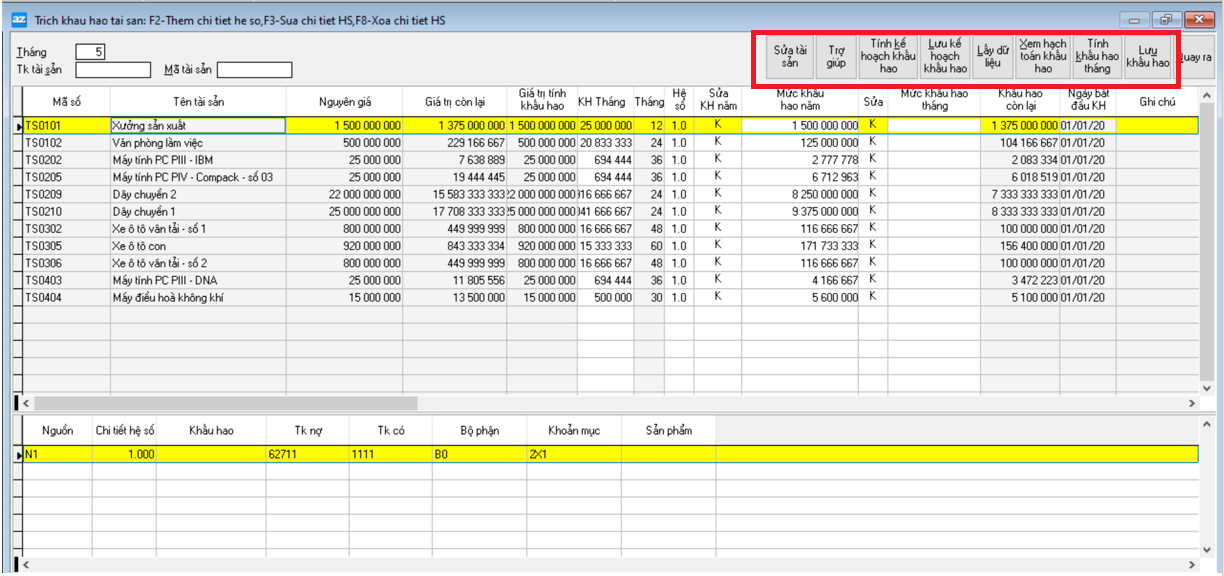 az Trich khau hao tai san: F2-Them chi tiet he so,F3-Sua chi tiet HS,F8-Xoa chi tiet HS
Tháng 5
Tk tài sản Mã tài sản
Sửa tài sản Trợ giúp Tính kế hoạch khấu hao Lưu kế hoạch khấu hao Lấy dữ liệu Xem hạch toán khấu hao Tính khấu hao tháng Lưu khấu hao Quay ra
Mã số Tên tài sản Nguyên giá Giá trị còn lại Giá trị tính khấu hao KH Tháng Tháng Hệ số Sửa KH năm Mức khấu hao năm Sửa Mức khấu hao tháng Khấu hao còn lại Ngày bắt đầu KH Ghi chú
TS0101 Xưởng sản xuất 1 500 000 000 1 375 000 000 1 500 000 000 25 000 000 12 1.0 K 1 500 000 000 K 1 375 000 000 01/01/20
TS0102 Văn phòng làm việc 500 000 000 229 166 667 500 000 000 20 833 333 24 1.0 K 125 000 000 K 104 166 667 01/01/20
TS0202 Máy tính PC PIII - IBM 25 000 000 7 638 889 25 000 000 694 444 36 1.0 K 2 777 778 K 2 083 334 01/01/20
TS0205 Máy tính PC PIV - Compack - số 03 25 000 000 19 444 445 25 000 000 694 444 36 1.0 K 6 712 963 K 6 018 519 01/01/20
TS0209 Dây chuyền 2 22 000 000 000 15 583 333 333 22 000 000 000 916 666 667 24 1.0 K 8 250 000 000 K 7 333 333 333 01/01/20
TS0210 Dây chuyền 1 25 000 000 000 17 708 333 333 25 000 000 000 041 666 667 24 1.0 K 9 375 000 000 K 8 333 333 333 01/01/20
TS0302 Xe ô tô vân tải - số 1 800 000 000 449 999 999 800 000 000 16 666 667 48 1.0 K 116 666 667 K 100 000 000 01/01/20
TS0305 Xe ô tô con 920 000 000 843 333 334 920 000 000 15 333 333 60 1.0 K 171 733 333 K 156 400 000 01/01/20
TS0306 Xe ô tô vân tải - số 2 800 000 000 449 999 999 800 000 000 16 666 667 48 1.0 K 116 666 667 K 100 000 000 01/01/20
TS0403 Máy tính PC PIII - DNA 25 000 000 11 805 556 25 000 000 694 444 36 1.0 K 4 166 667 K 3 472 223 01/01/20
TS0404 Máy điều hoà không khí 15 000 000 13 500 000 15 000 000 500 000 30 1.0 K 5 600 000 K 5 100 000 01/01/20
Nguồn Chi tiết hệ số Khấu hao Tk nợ Tk có Bộ phận Khoản mục Sản phẩm
N1 1.000 62711 1111 B0 ZX1